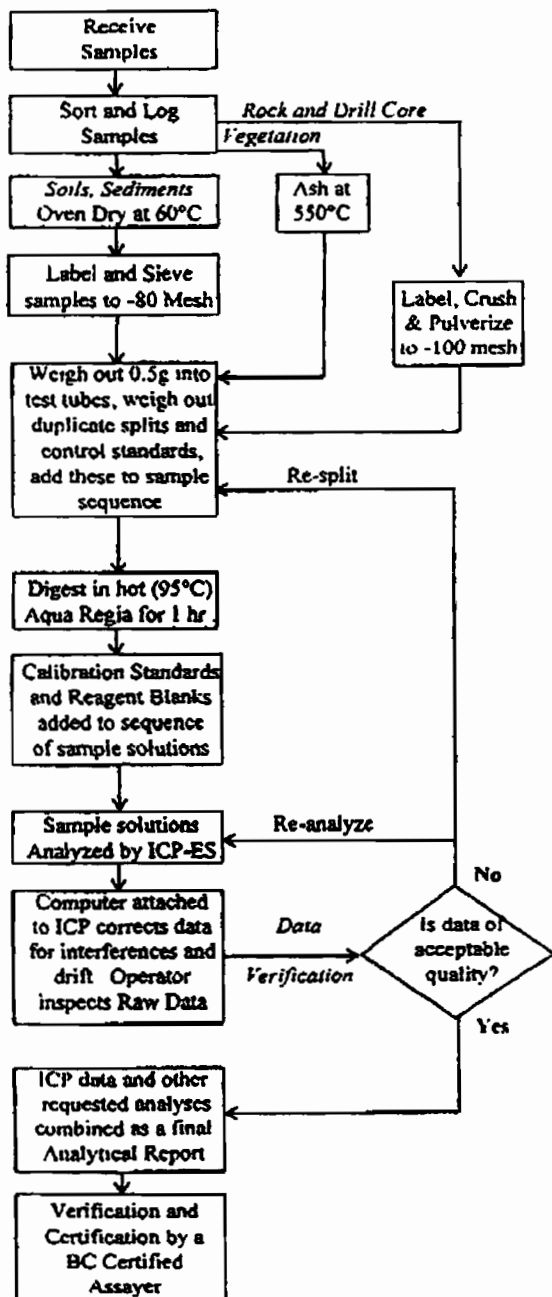 Receive
Samples
Sort and Log
Samples
Rock and Drill Core
Vegetation
Soils, Sediments
Oven Dry at 60°C
Ash at
550°C
Label and Sieve
samples to -80 Mesh
Label, Crush
& Pulverize
to -100 mesh
Weigh out 0.5g into
test tubes, weigh out
duplicate splits and
control standards,
add these to sample
sequence
Re-split
Digest in hot (95°C)
Aqua Regia for 1 hr
Calibration Standards
and Reagent Blanks
added to sequence
of sample solutions
Sample solutions
Analyzed by ICP-ES
Re-analyze
No
Computer attached
to ICP corrects data
for interferences and
drift Operator
inspects Raw Data
Data
Verification
Is data of
acceptable
quality?
Yes
ICP data and other
requested analyses
combined as a final
Analytical Report
Verification and
Certification by a
BC Certified
Assayer